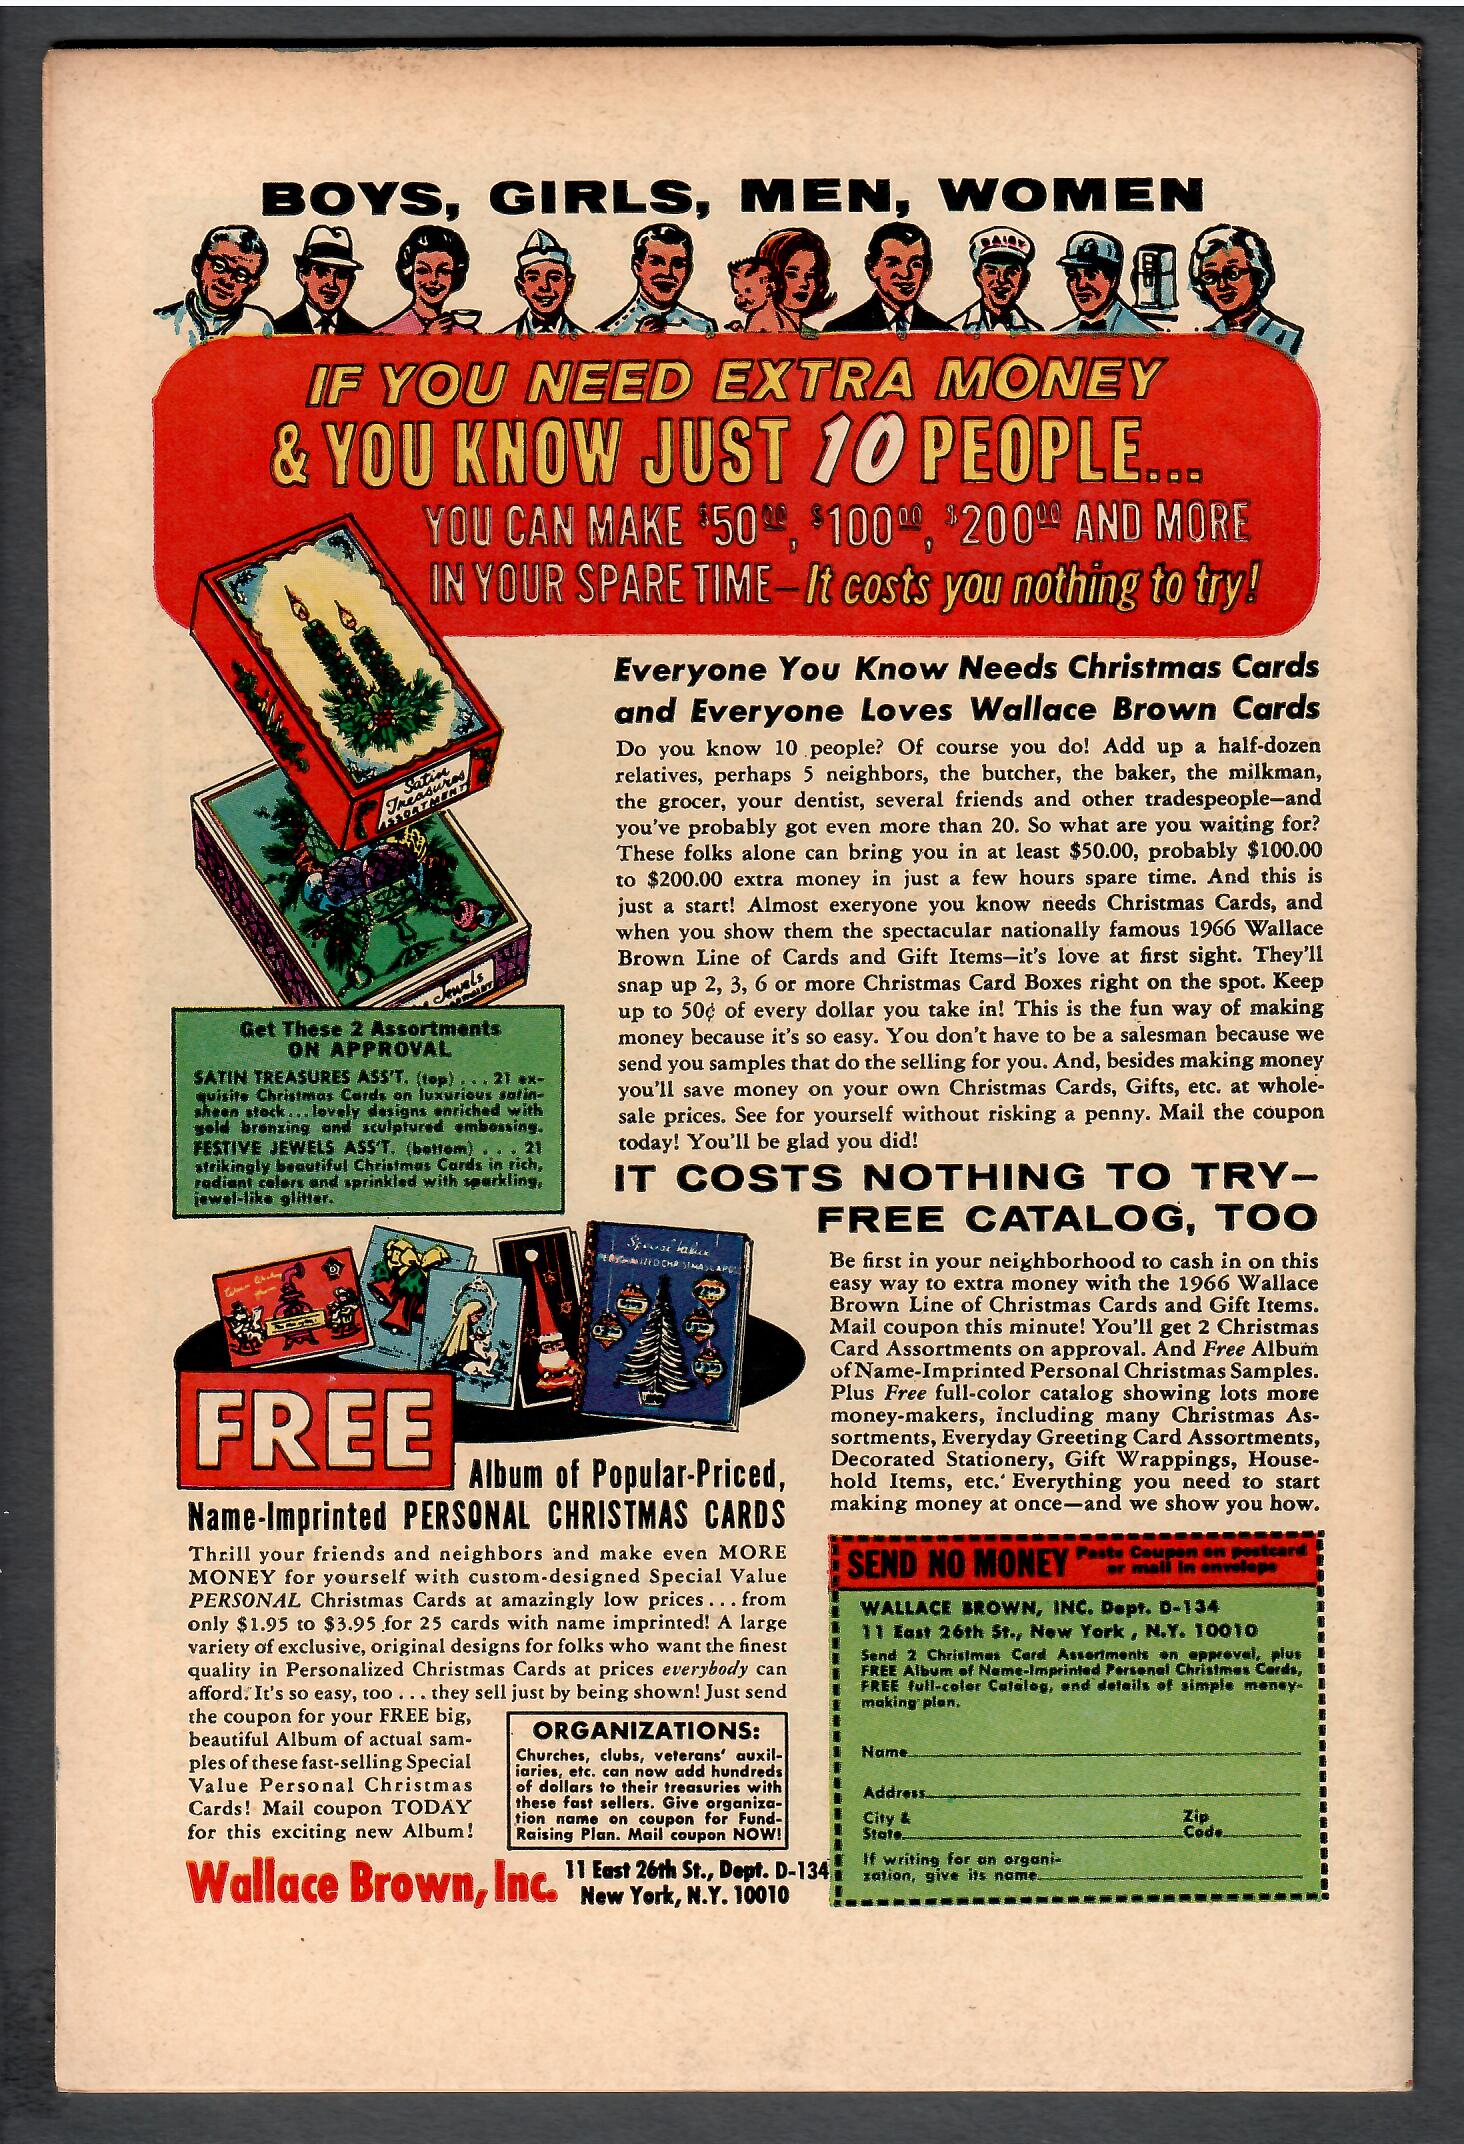 BOYS, GIRLS, MEN, WOMEN
DAIRY
IF YOU NEED EXTRA MONEY
& YOU KNOW JUST 10 PEOPLE...
YOU CAN MAKE $50.00, $100.00, $200.00 AND MORE
IN YOUR SPARE TIME—It costs you nothing to try!
Satin
Treasures
ASSORTMENT
Jewels
Get These 2 Assortments
ON APPROVAL
SATIN TREASURES ASS'T. (top) . . . 21 ex-
quisite Christmas Cards on luxurious satin-
sheen stock . . . lovely designs enriched with
gold bronzing and sculptured embossing.
FESTIVE JEWELS ASS'T. (bottom) . . . 21
strikingly beautiful Christmas Cards in rich,
radiant colors and sprinkled with sparkling,
jewel-like glitter.
Everyone You Know Needs Christmas Cards
and Everyone Loves Wallace Brown Cards
Do you know 10 people? Of course you do! Add up a half-dozen
relatives, perhaps 5 neighbors, the butcher, the baker, the milkman,
the grocer, your dentist, several friends and other tradespeople—and
you've probably got even more than 20. So what are you waiting for?
These folks alone can bring you in at least $50.00, probably $100.00
to $200.00 extra money in just a few hours spare time. And this is
just a start! Almost exeryone you know needs Christmas Cards, and
when you show them the spectacular nationally famous 1966 Wallace
Brown Line of Cards and Gift Items—it's love at first sight. They'll
snap up 2, 3, 6 or more Christmas Card Boxes right on the spot. Keep
up to 50¢ of every dollar you take in! This is the fun way of making
money because it's so easy. You don't have to be a salesman because we
send you samples that do the selling for you. And, besides making money
you'll save money on your own Christmas Cards, Gifts, etc. at whole-
sale prices. See for yourself without risking a penny. Mail the coupon
today! You'll be glad you did!
IT COSTS NOTHING TO TRY—
FREE CATALOG, TOO
Be first in your neighborhood to cash in on this
easy way to extra money with the 1966 Wallace
Brown Line of Christmas Cards and Gift Items.
Mail coupon this minute! You'll get 2 Christmas
Card Assortments on approval. And Free Album
of Name-Imprinted Personal Christmas Samples.
Plus Free full-color catalog showing lots more
money-makers, including many Christmas As-
sortments, Everyday Greeting Card Assortments,
Decorated Stationery, Gift Wrappings, House-
hold Items, etc. Everything you need to start
making money at once—and we show you how.
Special Value
FREE
Album of Popular-Priced,
Name-Imprinted PERSONAL CHRISTMAS CARDS
Thrill your friends and neighbors and make even MORE
MONEY for yourself with custom-designed Special Value
PERSONAL Christmas Cards at amazingly low prices . . . from
only $1.95 to $3.95 for 25 cards with name imprinted! A large
variety of exclusive, original designs for folks who want the finest
quality in Personalized Christmas Cards at prices everybody can
afford. It's so easy, too . . . they sell just by being shown! Just send
the coupon for your FREE big,
beautiful Album of actual sam-
ples of these fast-selling Special
Value Personal Christmas
Cards! Mail coupon TODAY
for this exciting new Album!
ORGANIZATIONS:
Churches, clubs, veterans' auxil-
iaries, etc. can now add hundreds
of dollars to their treasuries with
these fast sellers. Give organiza-
tion name on coupon for Fund-
Raising Plan. Mail coupon NOW!
Wallace Brown, Inc. 11 East 26th St., Dept. D-134
New York, N.Y. 10010
SEND NO MONEY Paste Coupon on postcard
or mail in envelope
WALLACE BROWN, INC. Dept. D-134
11 East 26th St., New York , N.Y. 10010
Send 2 Christmas Card Assortments on approval, plus
FREE Album of Name-Imprinted Personal Christmas Cards,
FREE full-color Catalog, and details of simple money-
making plan.
Name
Address
City & State Zip Code
If writing for an organi-
zation, give its name